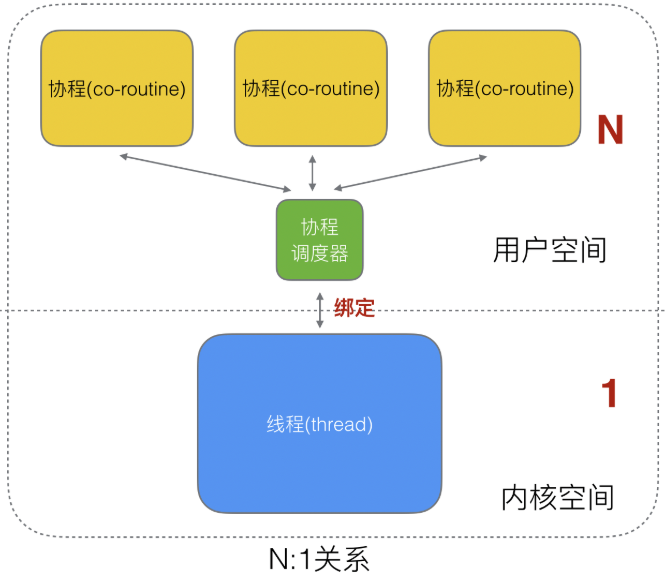 协程(co-routine)
协程(co-routine)
协程(co-routine)
N
协程
调度器
用户空间
绑定
1
线程(thread)
内核空间
N:1关系